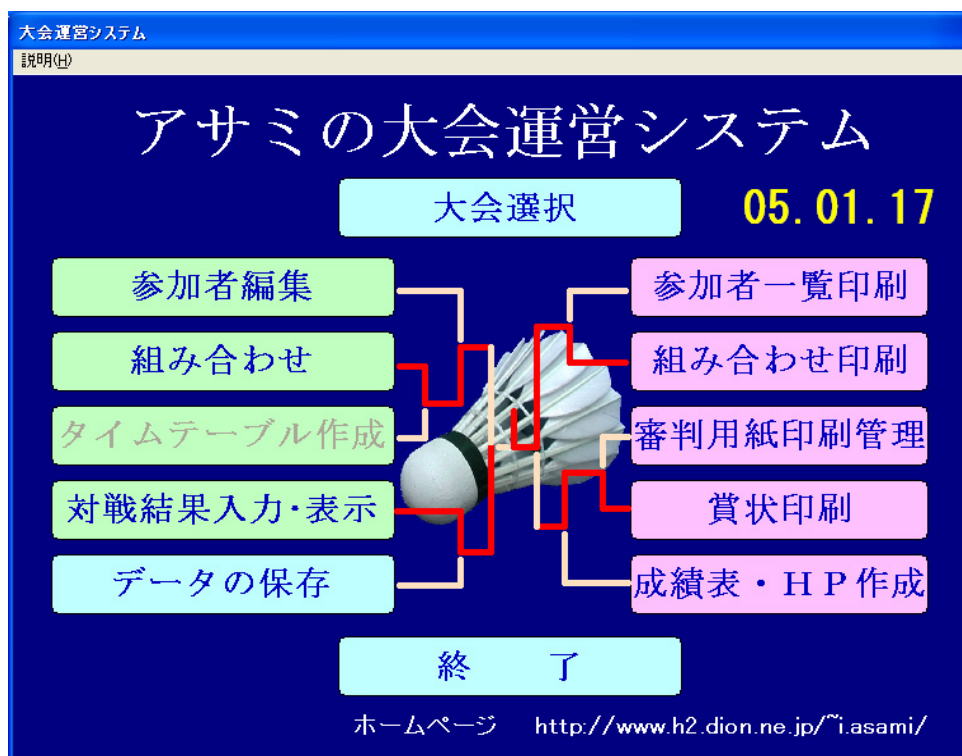 大会運営システム
説明(H)
アサミの大会運営システム
大会選択
05.01.17
参加者編集
参加者一覧印刷
組み合わせ
組み合わせ印刷
タイムテーブル作成
審判用紙印刷管理
対戦結果入力・表示
賞状印刷
データの保存
成績表・ＨＰ作成
終　　了
ホームページ　http://www.h2.dion.ne.jp/~i.asami/